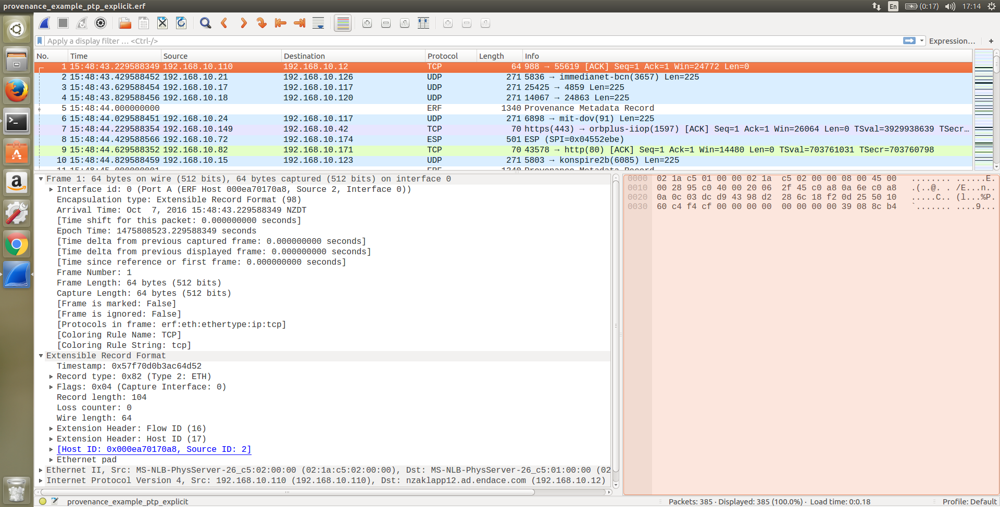 provenance_example_ptp_explicit.erf
En (0:17) 17:14
Apply a display filter … <Ctrl-/> Expression… +
No. Time Source Destination Protocol Length Info
1 15:48:43.229588349 192.168.10.110 192.168.10.12 TCP 64 988 → 55619 [ACK] Seq=1 Ack=1 Win=24772 Len=0
2 15:48:43.429588452 192.168.10.21 192.168.10.126 UDP 271 5836 → immedianet-bcn(3657) Len=225
3 15:48:43.629588454 192.168.10.17 192.168.10.117 UDP 271 25425 → 4859 Len=225
4 15:48:43.829588456 192.168.10.18 192.168.10.120 UDP 271 14067 → 24863 Len=225
5 15:48:44.000000000 ERF 1340 Provenance Metadata Record
6 15:48:44.029588451 192.168.10.24 192.168.10.117 UDP 271 6898 → mit-dov(91) Len=225
7 15:48:44.229588354 192.168.10.149 192.168.10.42 TCP 70 https(443) → orbplus-iiop(1597) [ACK] Seq=1 Ack=1 Win=26064 Len=0 TSval=3929938639 TSecr…
8 15:48:44.429588566 192.168.10.72 192.168.10.174 ESP 501 ESP (SPI=0x04552ebe)
9 15:48:44.629588352 192.168.10.82 192.168.10.171 TCP 70 43578 → http(80) [ACK] Seq=1 Ack=1 Win=14480 Len=0 TSval=703761031 TSecr=703760798
10 15:48:44.829588459 192.168.10.15 192.168.10.123 UDP 271 5803 → konspire2b(6085) Len=225
11 15:48:45.000000001 ERF 1340 Provenance Metadata Record
Frame 1: 64 bytes on wire (512 bits), 64 bytes captured (512 bits) on interface 0
Interface id: 0 (Port A (ERF Host 000ea70170a8, Source 2, Interface 0))
Encapsulation type: Extensible Record Format (98)
Arrival Time: Oct  7, 2016 15:48:43.229588349 NZDT
[Time shift for this packet: 0.000000000 seconds]
Epoch Time: 1475808523.229588349 seconds
[Time delta from previous captured frame: 0.000000000 seconds]
[Time delta from previous displayed frame: 0.000000000 seconds]
[Time since reference or first frame: 0.000000000 seconds]
Frame Number: 1
Frame Length: 64 bytes (512 bits)
Capture Length: 64 bytes (512 bits)
[Frame is marked: False]
[Frame is ignored: False]
[Protocols in frame: erf:eth:ethertype:ip:tcp]
[Coloring Rule Name: TCP]
[Coloring Rule String: tcp]
Extensible Record Format
Timestamp: 0x57f70d0b3ac64d52
Record type: 0x82 (Type 2: ETH)
Flags: 0x04 (Capture Interface: 0)
Record length: 104
Loss counter: 0
Wire length: 64
Extension Header: Flow ID (16)
Extension Header: Host ID (17)
[Host ID: 0x000ea70170a8, Source ID: 2]
Ethernet pad
Ethernet II, Src: MS-NLB-PhysServer-26_c5:02:00:00 (02:1a:c5:02:00:00), Dst: MS-NLB-PhysServer-26_c5:01:00:00 (02
Internet Protocol Version 4, Src: 192.168.10.110 (192.168.10.110), Dst: nzaklapp12.ad.endace.com (192.168.10.12)
0000 02 1a c5 01 00 00 02 1a c5 02 00 00 08 00 45 00 ........ ......E.
0010 00 28 95 c0 40 00 20 06 2f 45 c0 a8 0a 6e c0 a8 .(..@. . /E...n..
0020 0a 0c 03 dc d9 43 98 d2 28 6c 18 f2 0d 25 50 10 .....C.. (l...%P.
0030 60 c4 f4 cf 00 00 00 00 00 00 00 00 39 08 8c b4 `....... ....9...
provenance_example_ptp_explicit Packets: 385 · Displayed: 385 (100.0%) · Load time: 0:0.18 Profile: Default